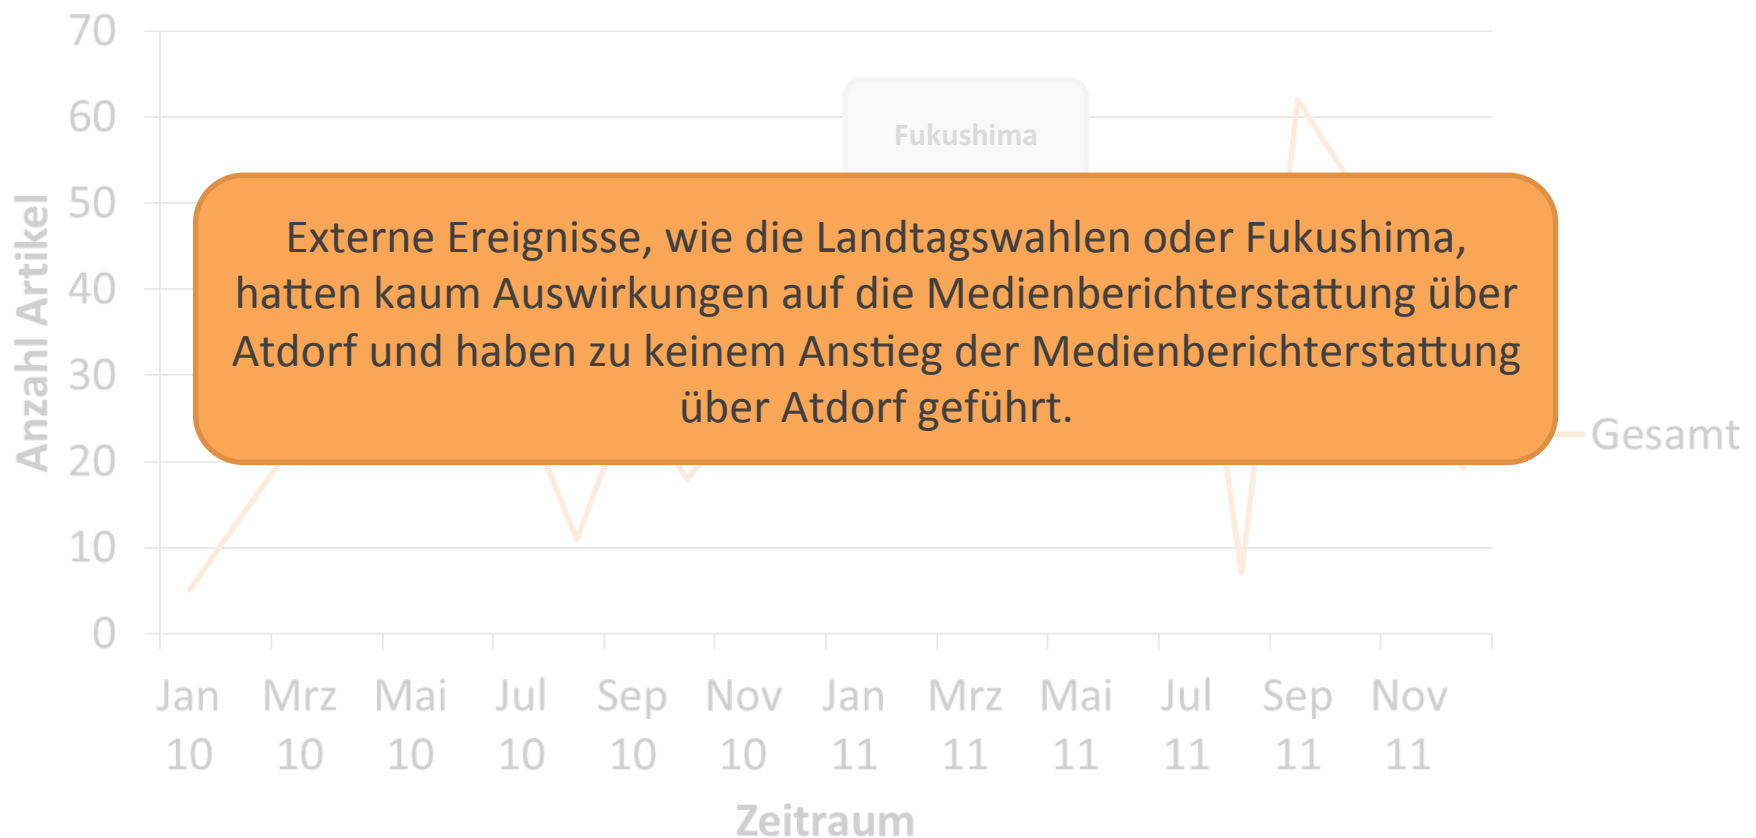 70
60
50
40
30
20
10
0
Anzahl Artikel
Fukushima
Externe Ereignisse, wie die Landtagswahlen oder Fukushima,
hatten kaum Auswirkungen auf die Medienberichterstattung über
Atdorf und haben zu keinem Anstieg der Medienberichterstattung
über Atdorf geführt.
Gesamt
Jan Mrz Mai Jul Sep Nov Jan Mrz Mai Jul Sep Nov
10 10 10 10 10 10 11 11 11 11 11 11
Zeitraum